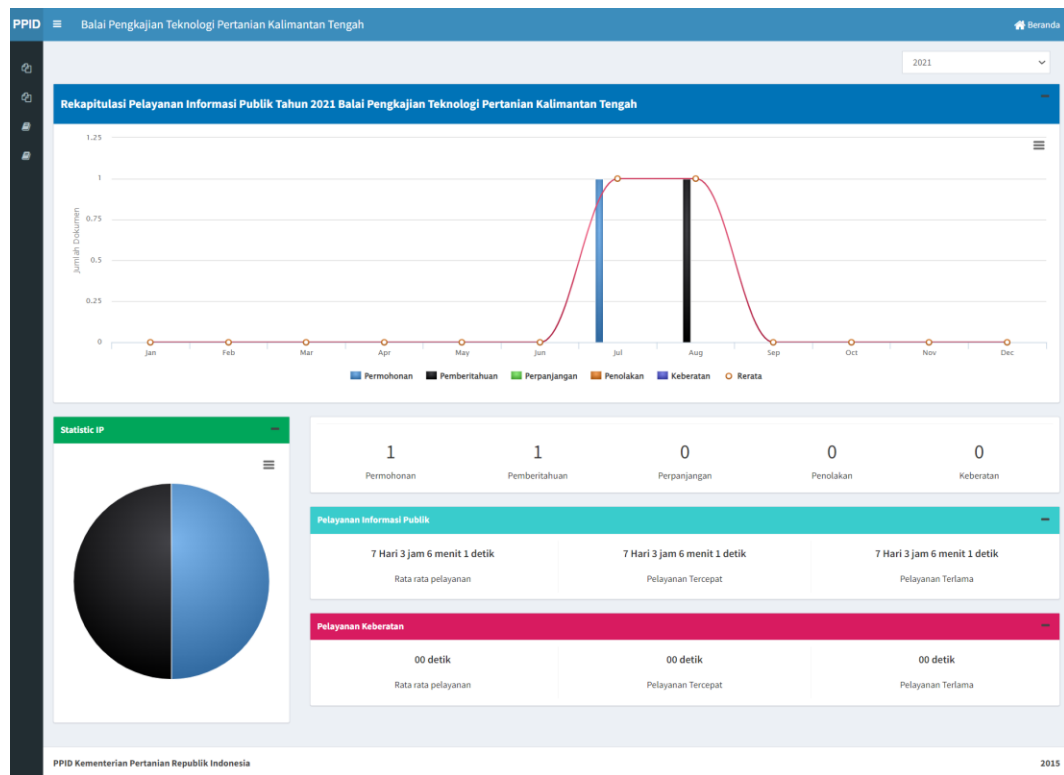 PPID
Balai Pengkajian Teknologi Pertanian Kalimantan Tengah
Beranda
2021
Rekapitulasi Pelayanan Informasi Publik Tahun 2021 Balai Pengkajian Teknologi Pertanian Kalimantan Tengah
Jumlah Dokumen
1.25
1
0.75
0.5
0.25
0
Jan Feb Mar Apr May Jun Jul Aug Sep Oct Nov Dec
Permohonan Pemberitahuan Perpanjangan Penolakan Keberatan Rerata
Statistic IP
1 1 0 0 0
Permohonan Pemberitahuan Perpanjangan Penolakan Keberatan
Pelayanan Informasi Publik
7 Hari 3 jam 6 menit 1 detik 7 Hari 3 jam 6 menit 1 detik 7 Hari 3 jam 6 menit 1 detik
Rata rata pelayanan Pelayanan Tercepat Pelayanan Terlama
Pelayanan Keberatan
00 detik 00 detik 00 detik
Rata rata pelayanan Pelayanan Tercepat Pelayanan Terlama
PPID Kementerian Pertanian Republik Indonesia 2015